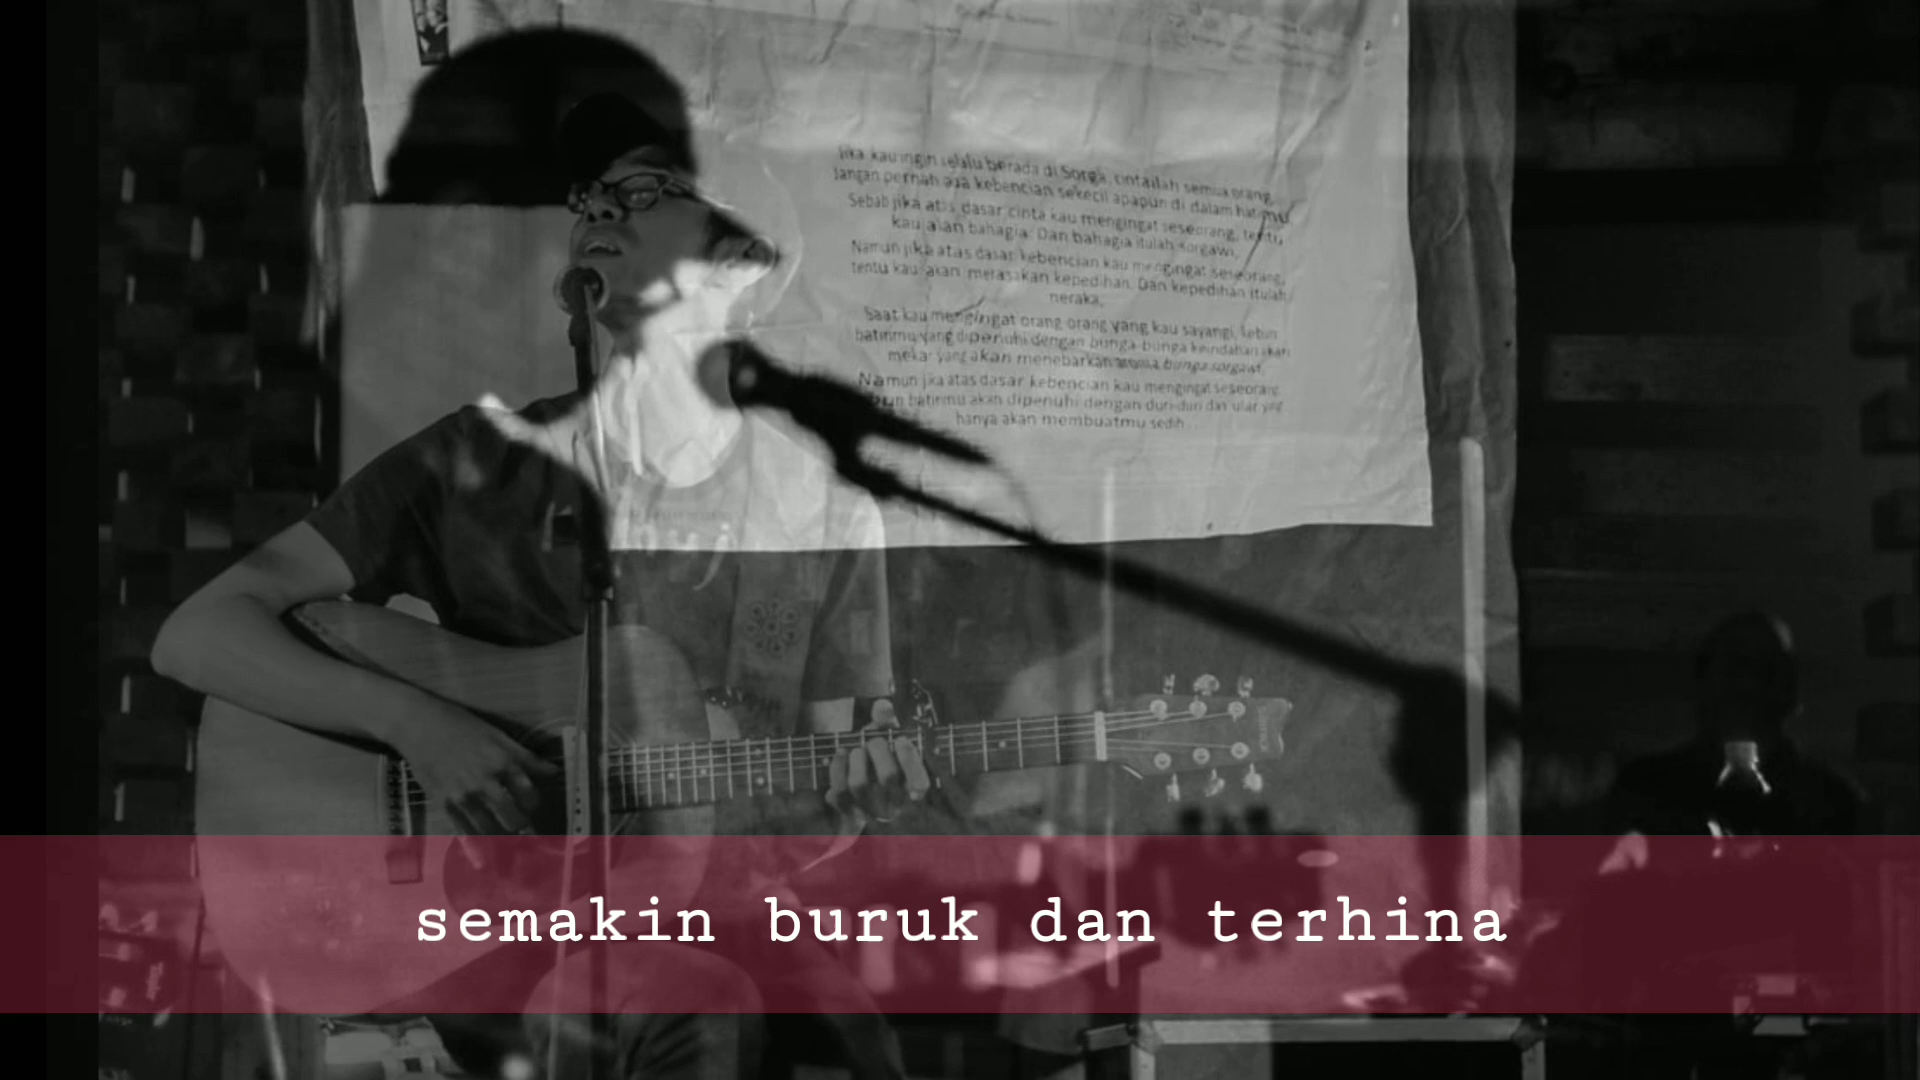 Jika kau ingin selalu berada di Sorga, cintailah semua orang,
Jangan pernah ada kebencian sekecil apapun di dalam hatimu
Sebab jika atas dasar cinta kau mengingat seseorang, tentu
kau akan bahagia. Dan bahagia itulah sorgawi.
Namun jika atas dasar kebencian kau mengingat seseorang,
tentu kau akan merasakan kepedihan. Dan kepedihan itulah
neraka.
Saat kau mengingat orang orang yang kau sayangi, kebun
batinmu yang dipenuhi dengan bunga-bunga keindahan akan
mekar yang akan menebarkan aroma bunga sorgawi.
Namun jika atas dasar kebencian kau mengingat seseorang
batinmu akan dipenuhi dengan duri-duri dan ular yang
hanya akan membuatmu sedih
semakin buruk dan terhina